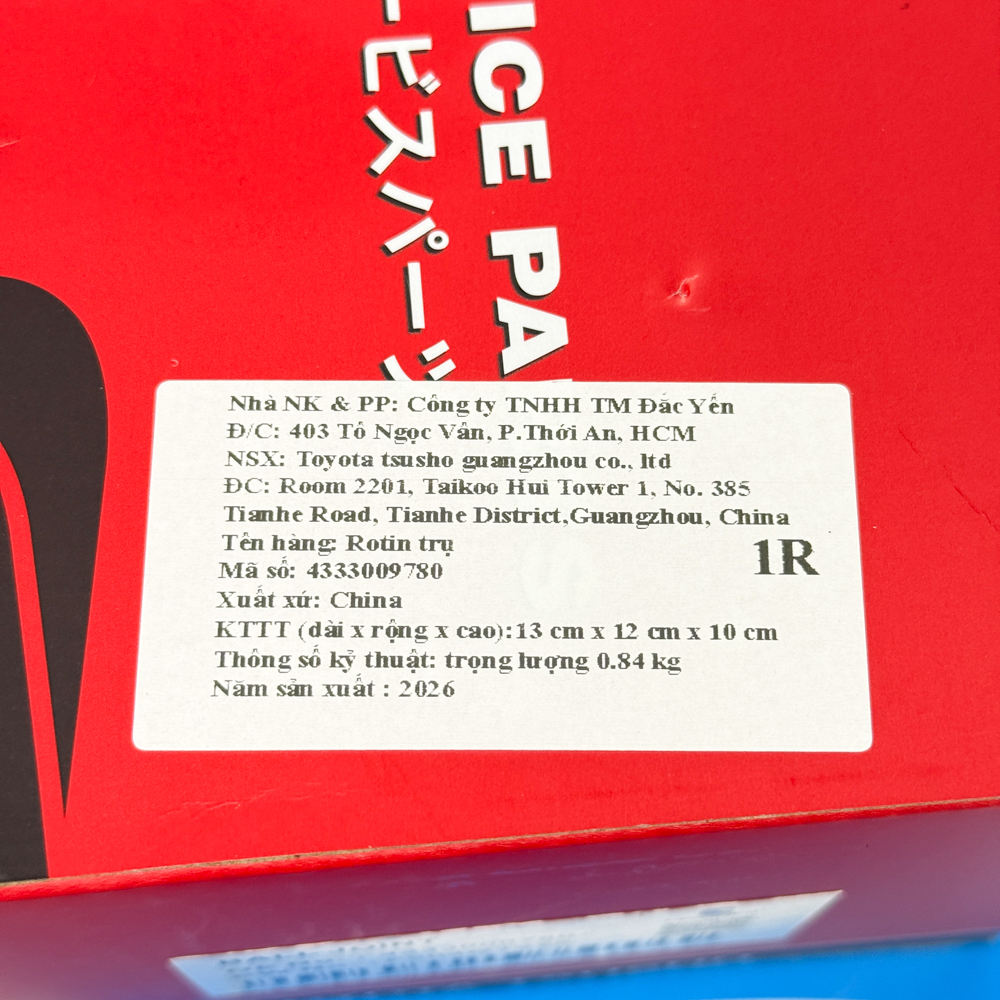 ICE PA
ービスパーツ
Nhà NK & PP: Công ty TNHH TM Đắc Yến
Đ/C: 403 Tô Ngọc Vân, P.Thới An, HCM
NSX: Toyota tsusho guangzhou co., ltd
ĐC: Room 2201, Taikoo Hui Tower 1, No. 385
Tianhe Road, Tianhe District,Guangzhou, China
Tên hàng: Rotin trụ
Mã số: 4333009780
1R
Xuất xứ: China
KTTT (dài x rộng x cao):13 cm x 12 cm x 10 cm
Thông số kỹ thuật: trọng lượng 0.84 kg
Năm sản xuất : 2026